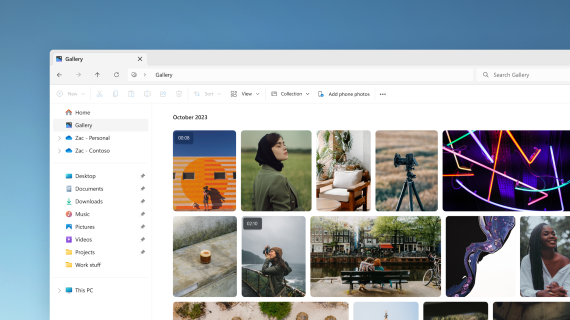 Gallery
Gallery
Search Gallery
New
Sort
View
Collection
Add phone photos
Home
Gallery
Zac - Personal
Zac - Contoso
Desktop
Documents
Downloads
Music
Pictures
Videos
Projects
Work stuff
This PC
October 2023
00:05
02:10